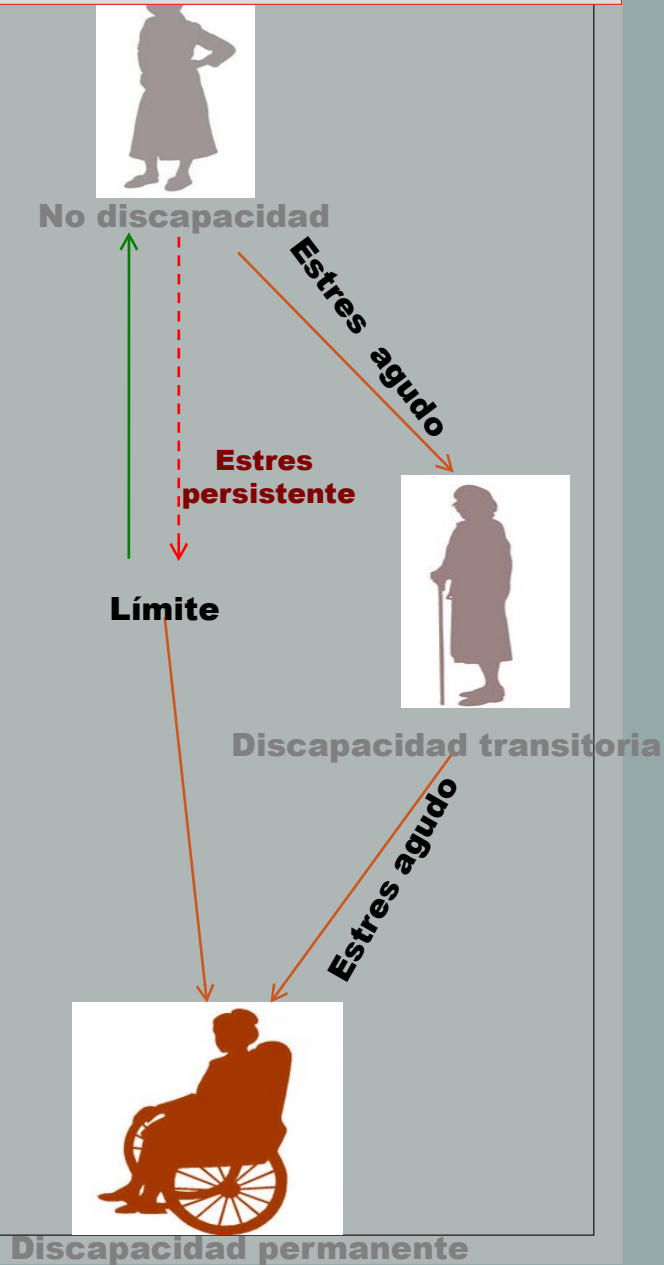 No discapacidad
Estres agudo
Estres
persistente
Límite
Discapacidad transitoria
Estres agudo
Discapacidad permanente